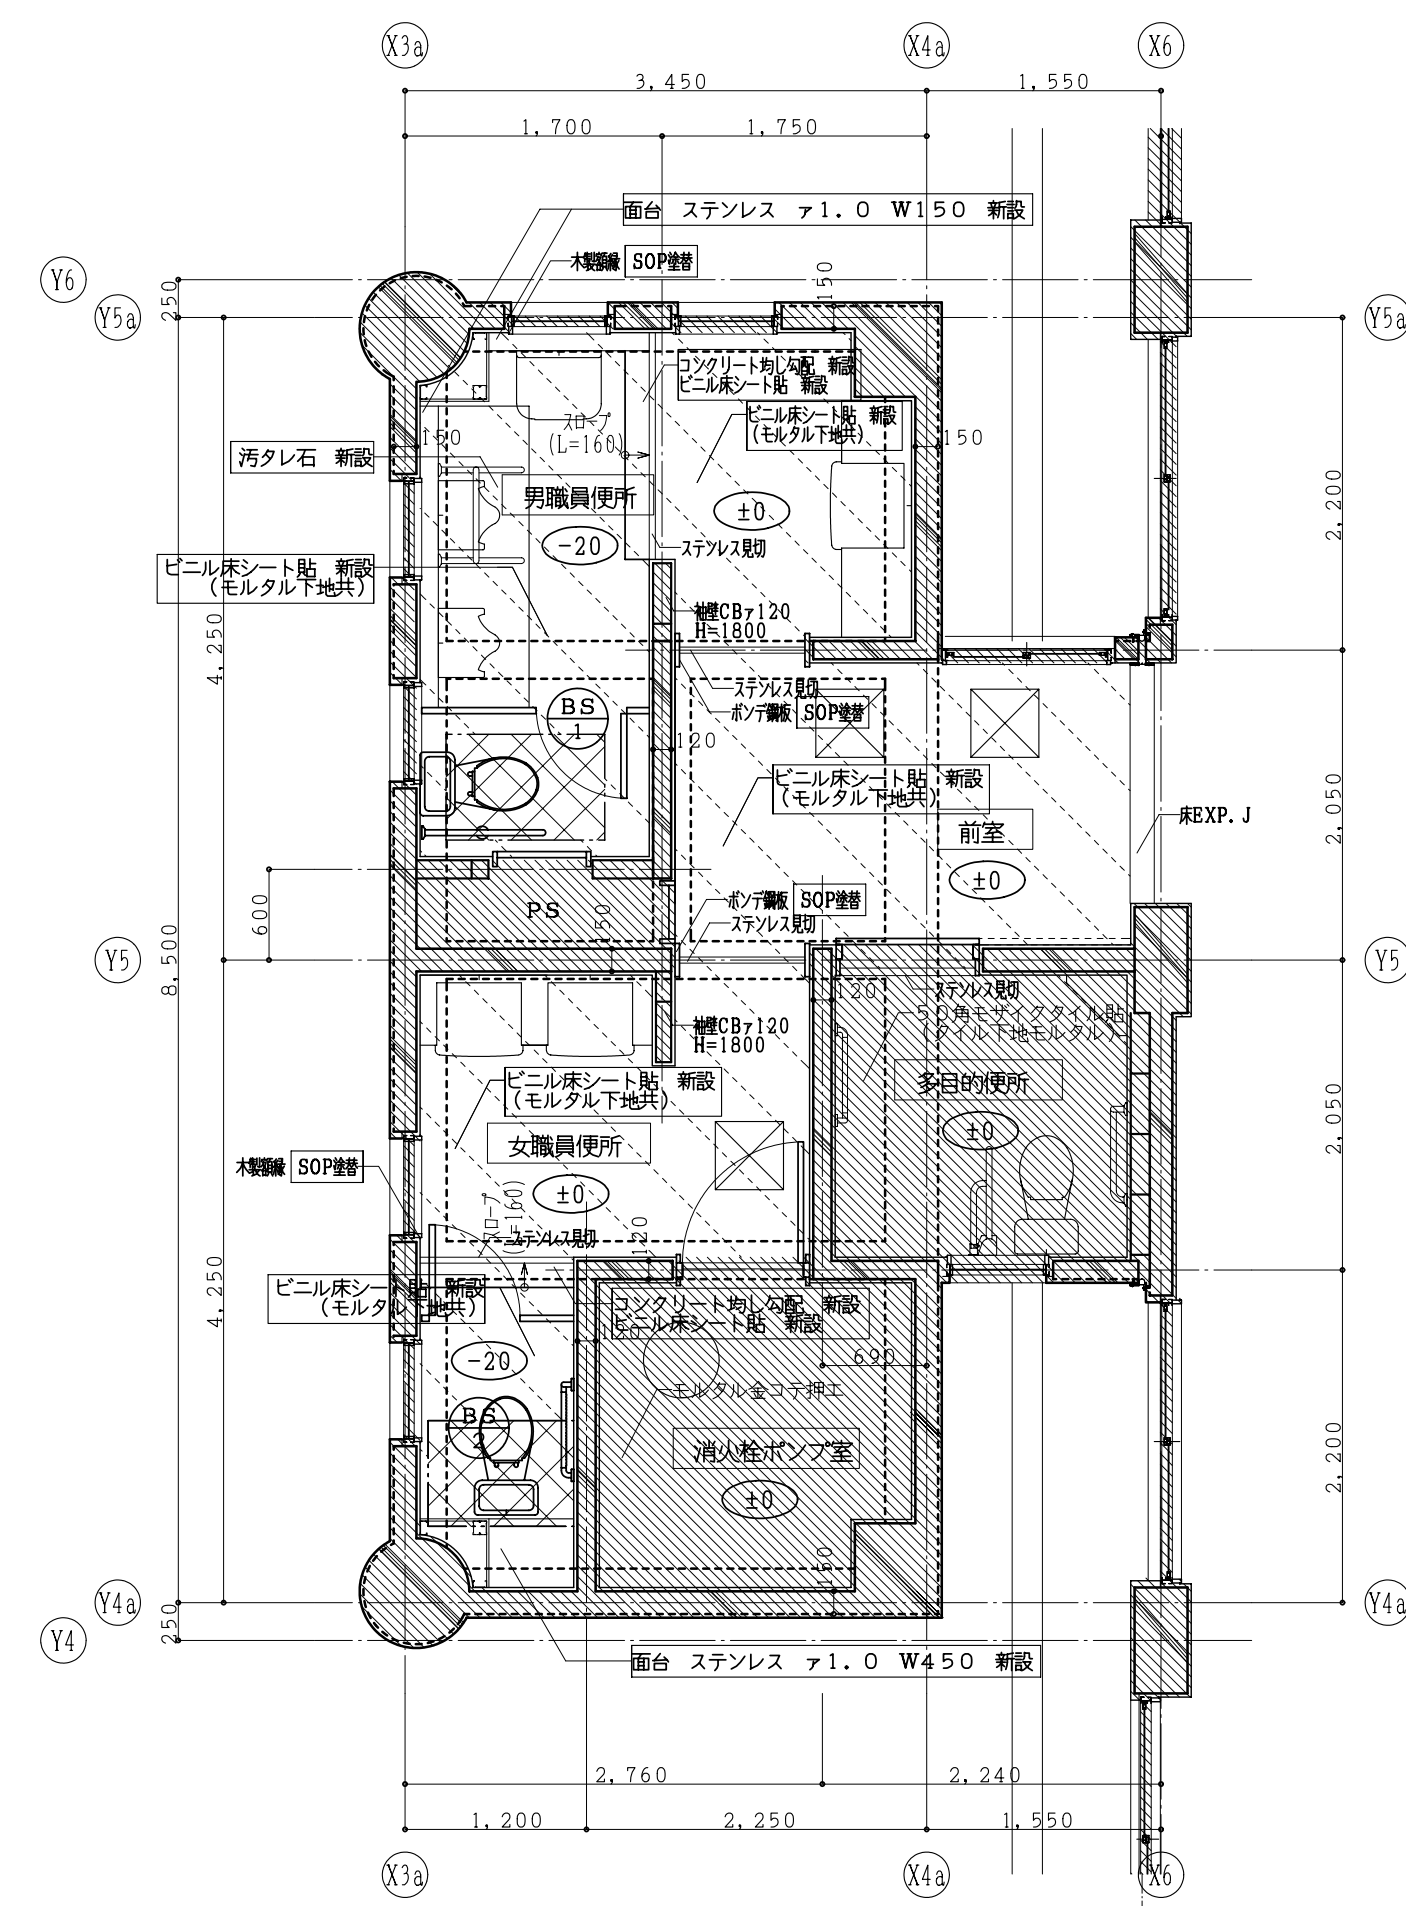 X3a
X4a
X6
3,450
1,550
1,700
1,750
面台　ステンレス　ァ1.0　W150　新設
木製額縁 SOP塗替
Y6
250
Y5a
Y5a
150
コンクリート均し勾配　新設
ビニル床シート貼　新設
スロープ
(L=160)
ビニル床シート貼　新設
(モルタル下地共)
150
150
汚タレ石　新設
男職員便所
±0
-20
2,200
ステンレス見切
ビニル床シート貼　新設
(モルタル下地共)
袖壁CBァ120
H=1800
4,250
ステンレス見切
ボンデ鋼板 SOP塗替
BS
1
120
ビニル床シート貼　新設
(モルタル下地共)
前室
±0
床EXP.J
2,050
PS
150
600
ボンデ鋼板 SOP塗替
ステンレス見切
Y5
Y5
8,500
120
ステンレス見切
50角モザイクタイル貼
(タイル下地モルタル)
袖壁CBァ120
H=1800
ビニル床シート貼　新設
(モルタル下地共)
多目的便所
±0
女職員便所
±0
2,050
木製額縁 SOP塗替
スロープ
(L=160)
ステンレス見切
120
ビニル床シート貼　新設
(モルタル下地共)
コンクリート均し勾配　新設
ビニル床シート貼　新設
4,250
-20
690
モルタル金コテ押エ
BS
2
消火栓ポンプ室
±0
2,200
150
Y4a
Y4a
250
Y4
面台　ステンレス　ァ1.0　W450　新設
2,760
2,240
1,200
2,250
1,550
X3a
X4a
X6